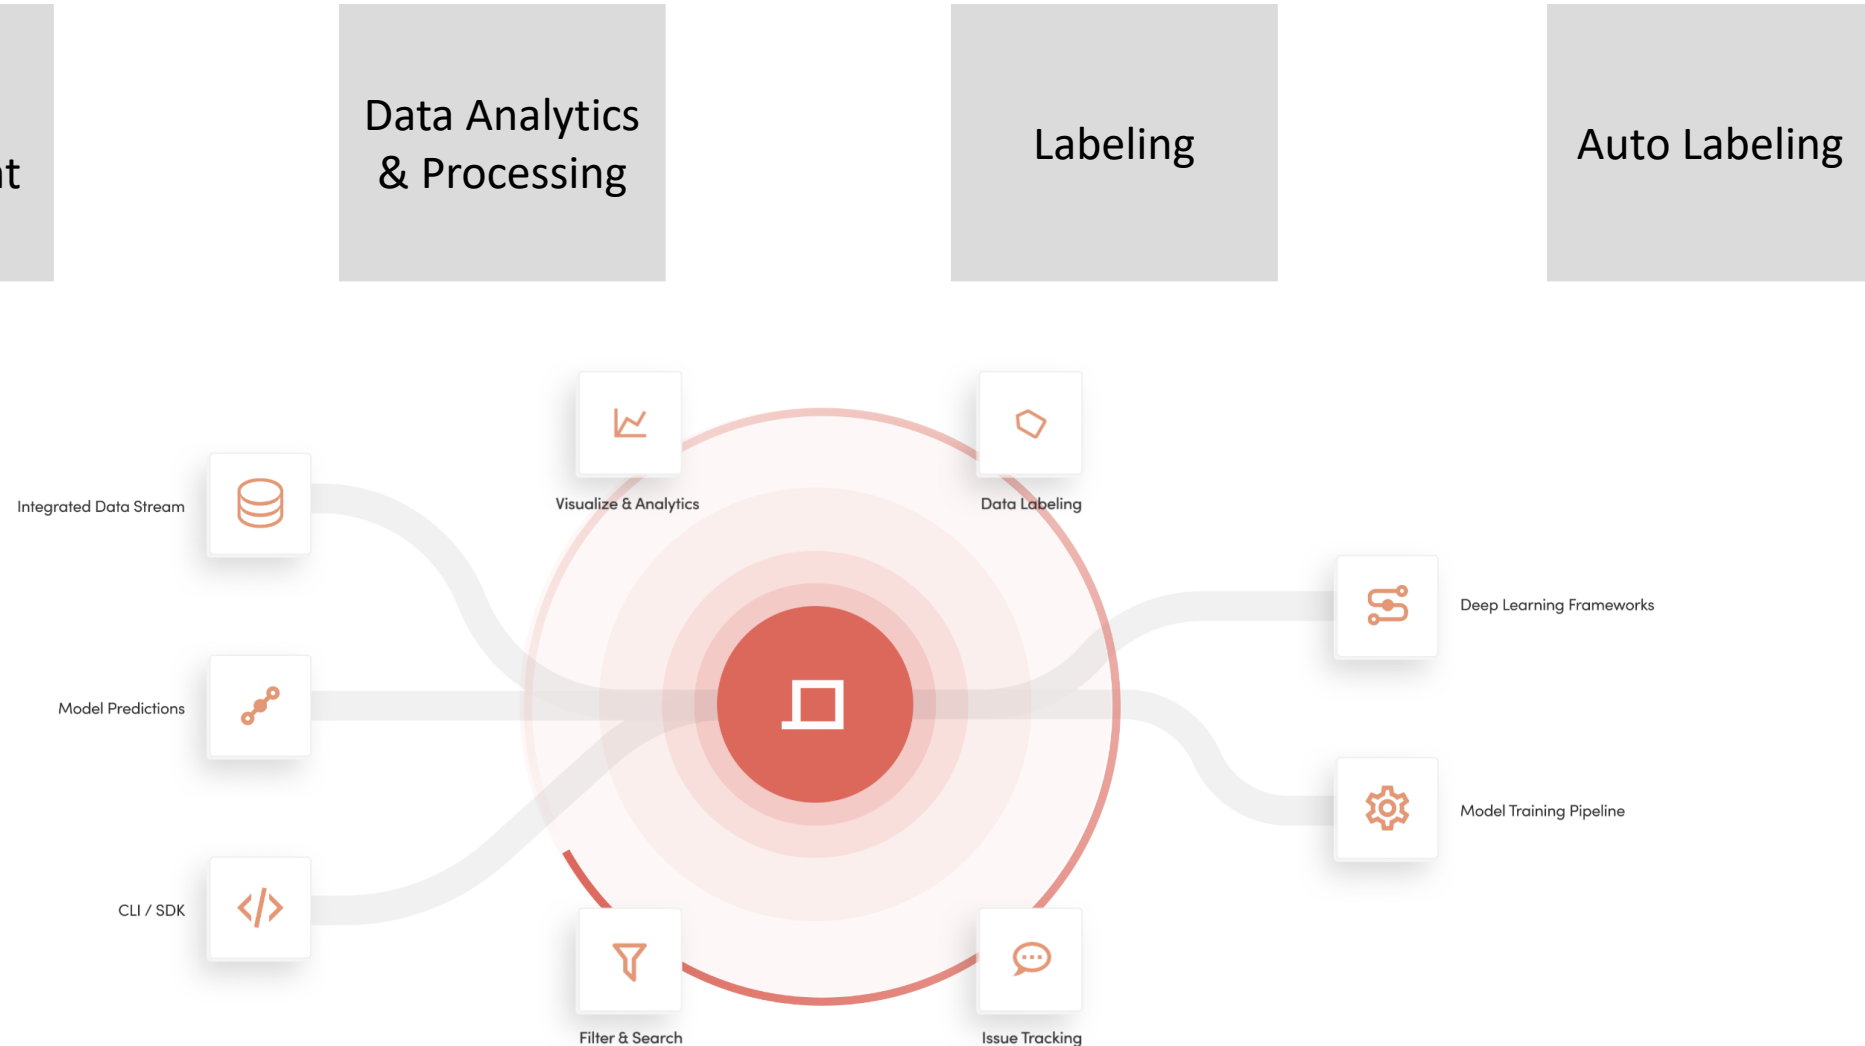 Data Analytics
& Processing
Labeling
Auto Labeling
Visualize & Analytics
Data Labeling
Integrated Data Stream
Deep Learning Frameworks
Model Predictions
Model Training Pipeline
CLI / SDK
Filter & Search
Issue Tracking